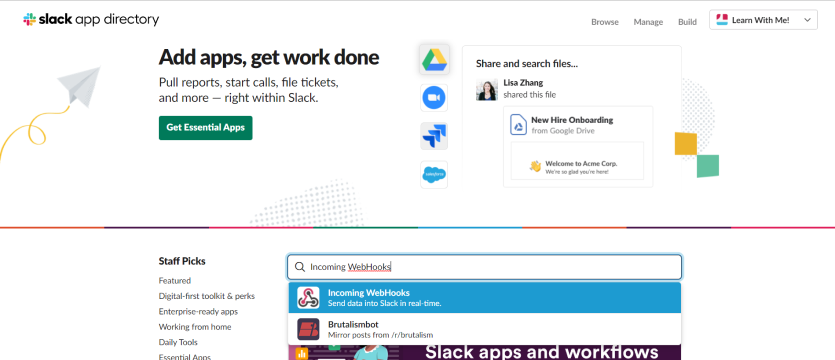 slack app directory
Browse Manage Build Learn With Me!
Add apps, get work done
Pull reports, start calls, file tickets,
and more — right within Slack.
Get Essential Apps
salesforce
Share and search files...
Lisa Zhang
shared this file
New Hire Onboarding
from Google Drive
Welcome to Acme Corp.
We're so glad you're here!
Staff Picks
Featured
Digital-first toolkit & perks
Enterprise-ready apps
Working from home
Daily Tools
Essential Apps
Incoming WebHooks
Incoming WebHooks
Send data into Slack in real-time.
Brutalismbot
Mirror posts from /r/brutalism
Slack apps and workflows